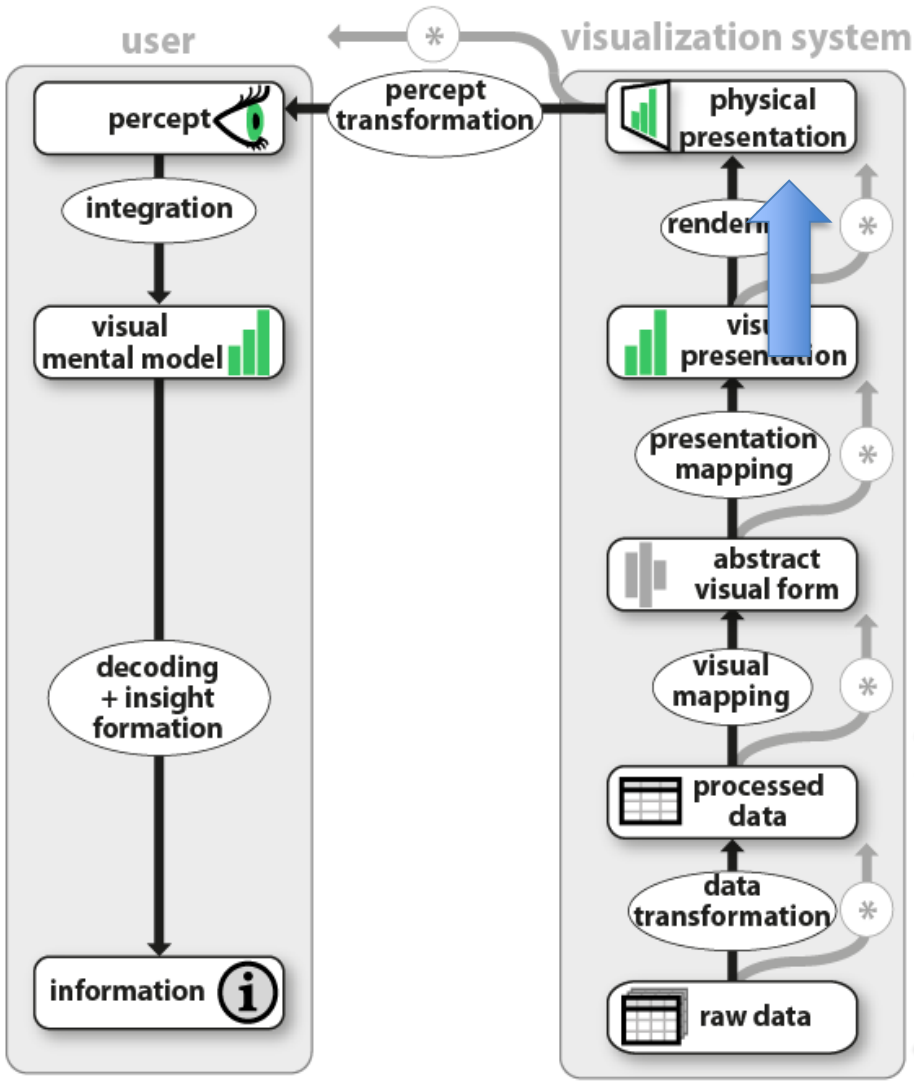 user
*
visualization system
percept
percept
transformation
physical
presentation
integration
renderi
*
visual
mental model
presentation
presentation
mapping
*
abstract
visual form
decoding
+ insight
formation
visual
mapping
*
processed
data
data
transformation
*
information
i
raw data